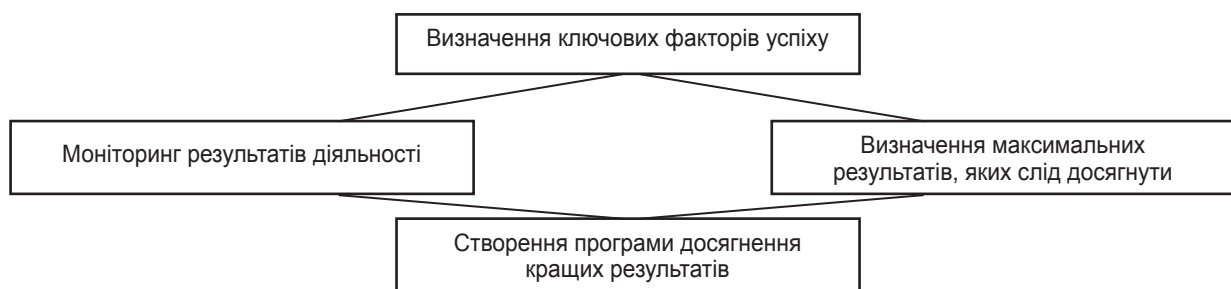 Визначення ключових факторів успіху
Моніторинг результатів діяльності
Визначення максимальних
результатів, яких слід досягнути
Створення програми досягнення
кращих результатів